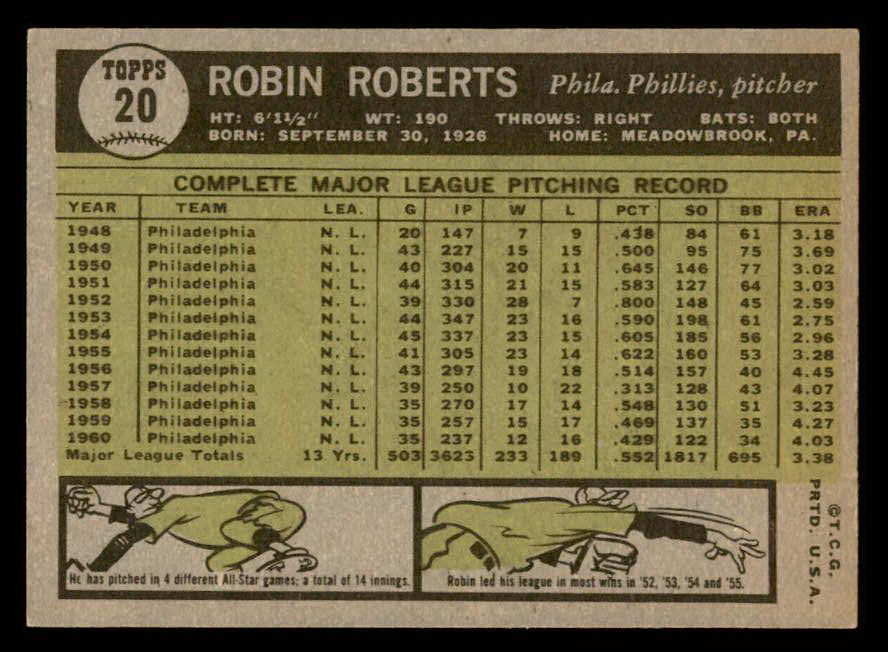 TOPPS
20
ROBIN ROBERTS Phila. Phillies, pitcher
HT: 6'1½" WT: 190 THROWS: RIGHT BATS: BOTH
BORN: SEPTEMBER 30, 1926 HOME: MEADOWBROOK, PA.
COMPLETE MAJOR LEAGUE PITCHING RECORD
YEAR TEAM LEA. G IP W L PCT SO BB ERA
1948 Philadelphia N. L. 20 147 7 9 .438 84 61 3.18
1949 Philadelphia N. L. 43 227 15 15 .500 95 75 3.69
1950 Philadelphia N. L. 40 304 20 11 .645 146 77 3.02
1951 Philadelphia N. L. 44 315 21 15 .583 127 64 3.03
1952 Philadelphia N. L. 39 330 28 7 .800 148 45 2.59
1953 Philadelphia N. L. 44 347 23 16 .590 198 61 2.75
1954 Philadelphia N. L. 45 337 23 15 .605 185 56 2.96
1955 Philadelphia N. L. 41 305 23 14 .622 160 53 3.28
1956 Philadelphia N. L. 43 297 19 18 .514 157 40 4.45
1957 Philadelphia N. L. 39 250 10 22 .313 128 43 4.07
1958 Philadelphia N. L. 35 270 17 14 .548 130 51 3.23
1959 Philadelphia N. L. 35 257 15 17 .469 137 35 4.27
1960 Philadelphia N. L. 35 237 12 16 .429 122 34 4.03
Major League Totals 13 Yrs. 503 3623 233 189 .552 1817 695 3.38
He has pitched in 4 different All-Star games; a total of 14 innings.
Robin led his league in most wins in '52, '53, '54 and '55.
©T.C.G.
PRTD. U.S.A.